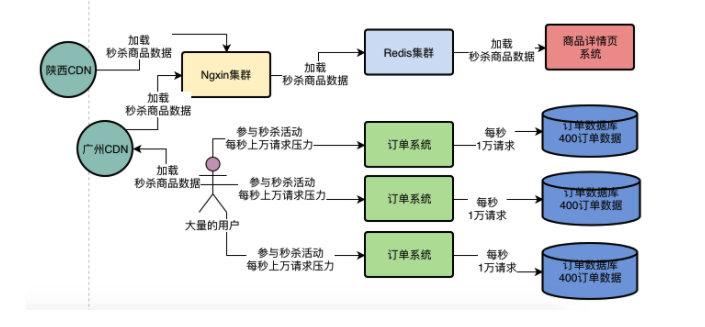 加载
秒杀商品数据
陕西CDN
Ngxin集群
加载
秒杀商品数据
Redis集群
加载
秒杀商品数据
商品详情页
系统
加载
秒杀商品数据
广州CDN
加载
秒杀商品数据
大量的用户
参与秒杀活动
每秒上万请求压力
订单系统
每秒
1万请求
订单数据库
400订单数据
参与秒杀活动
每秒上万请求压力
订单系统
每秒
1万请求
订单数据库
400订单数据
参与秒杀活动
每秒上万请求压力
订单系统
每秒
1万请求
订单数据库
400订单数据